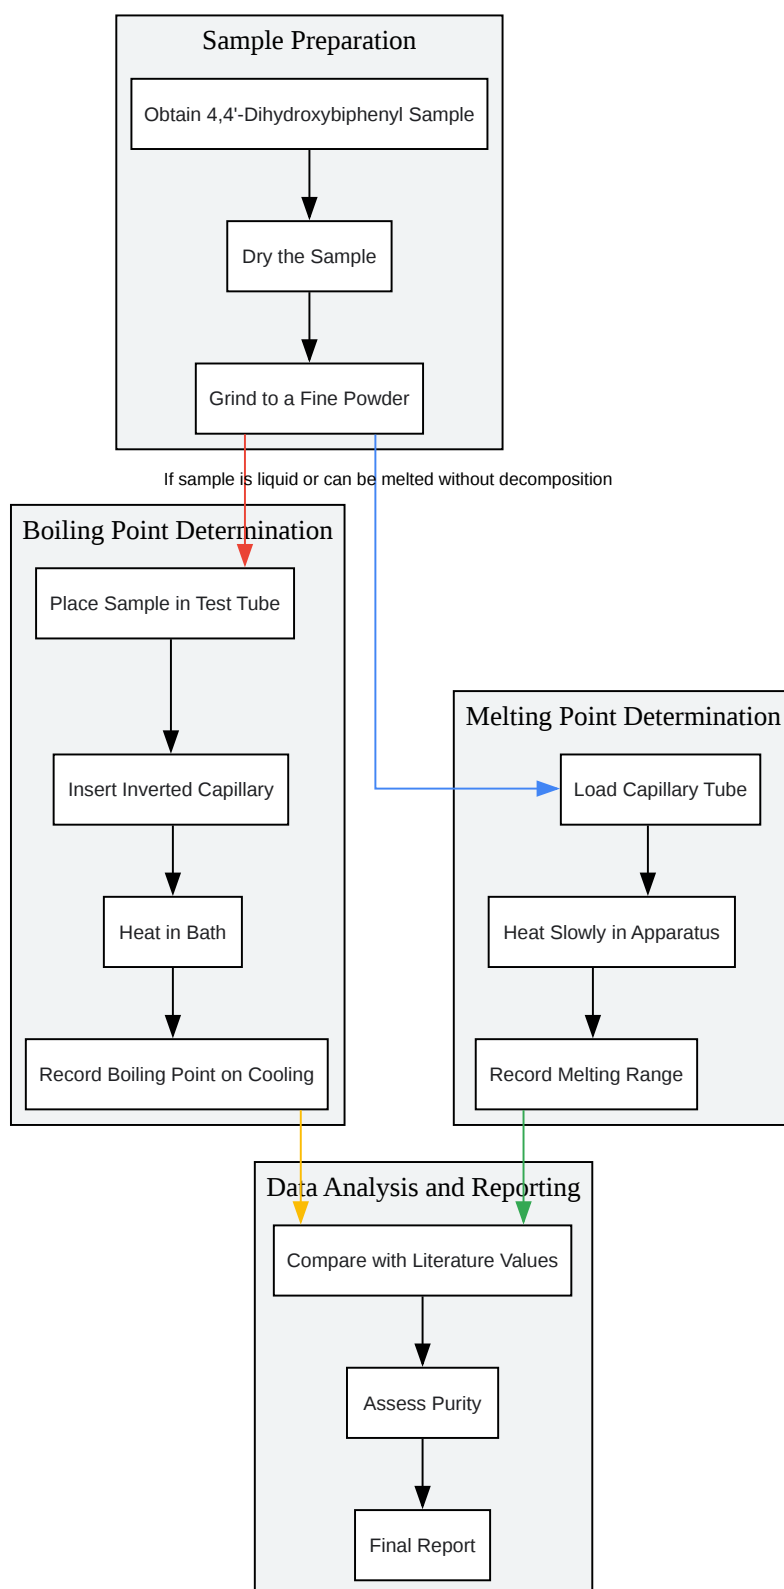 Sample Preparation
Obtain 4,4'-Dihydroxybiphenyl Sample
Dry the Sample
Grind to a Fine Powder
If sample is liquid or can be melted without decomposition
Boiling Point Determination
Place Sample in Test Tube
Insert Inverted Capillary
Heat in Bath
Record Boiling Point on Cooling
Melting Point Determination
Load Capillary Tube
Heat Slowly in Apparatus
Record Melting Range
Data Analysis and Reporting
Compare with Literature Values
Assess Purity
Final Report